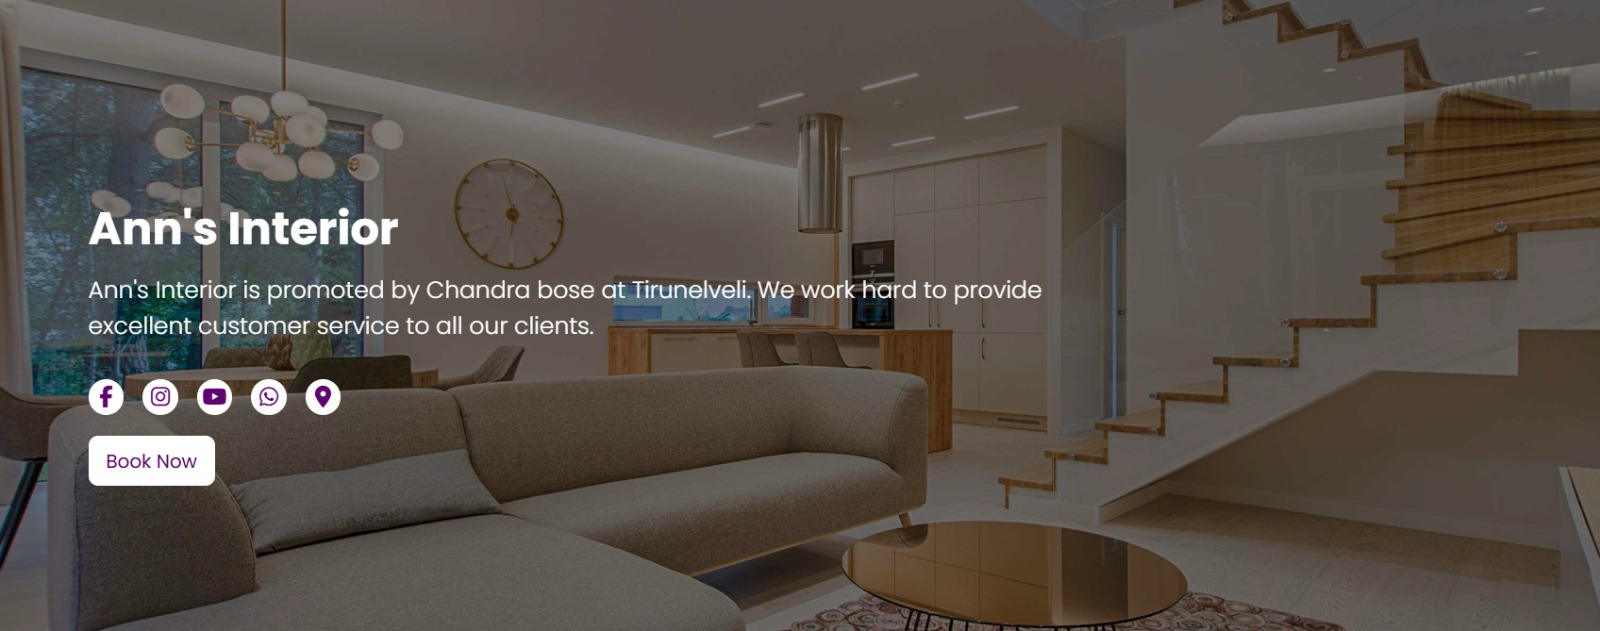 Ann's Interior
Ann's Interior is promoted by Chandra bose at Tirunelveli. We work hard to provide
excellent customer service to all our clients.
Book Now